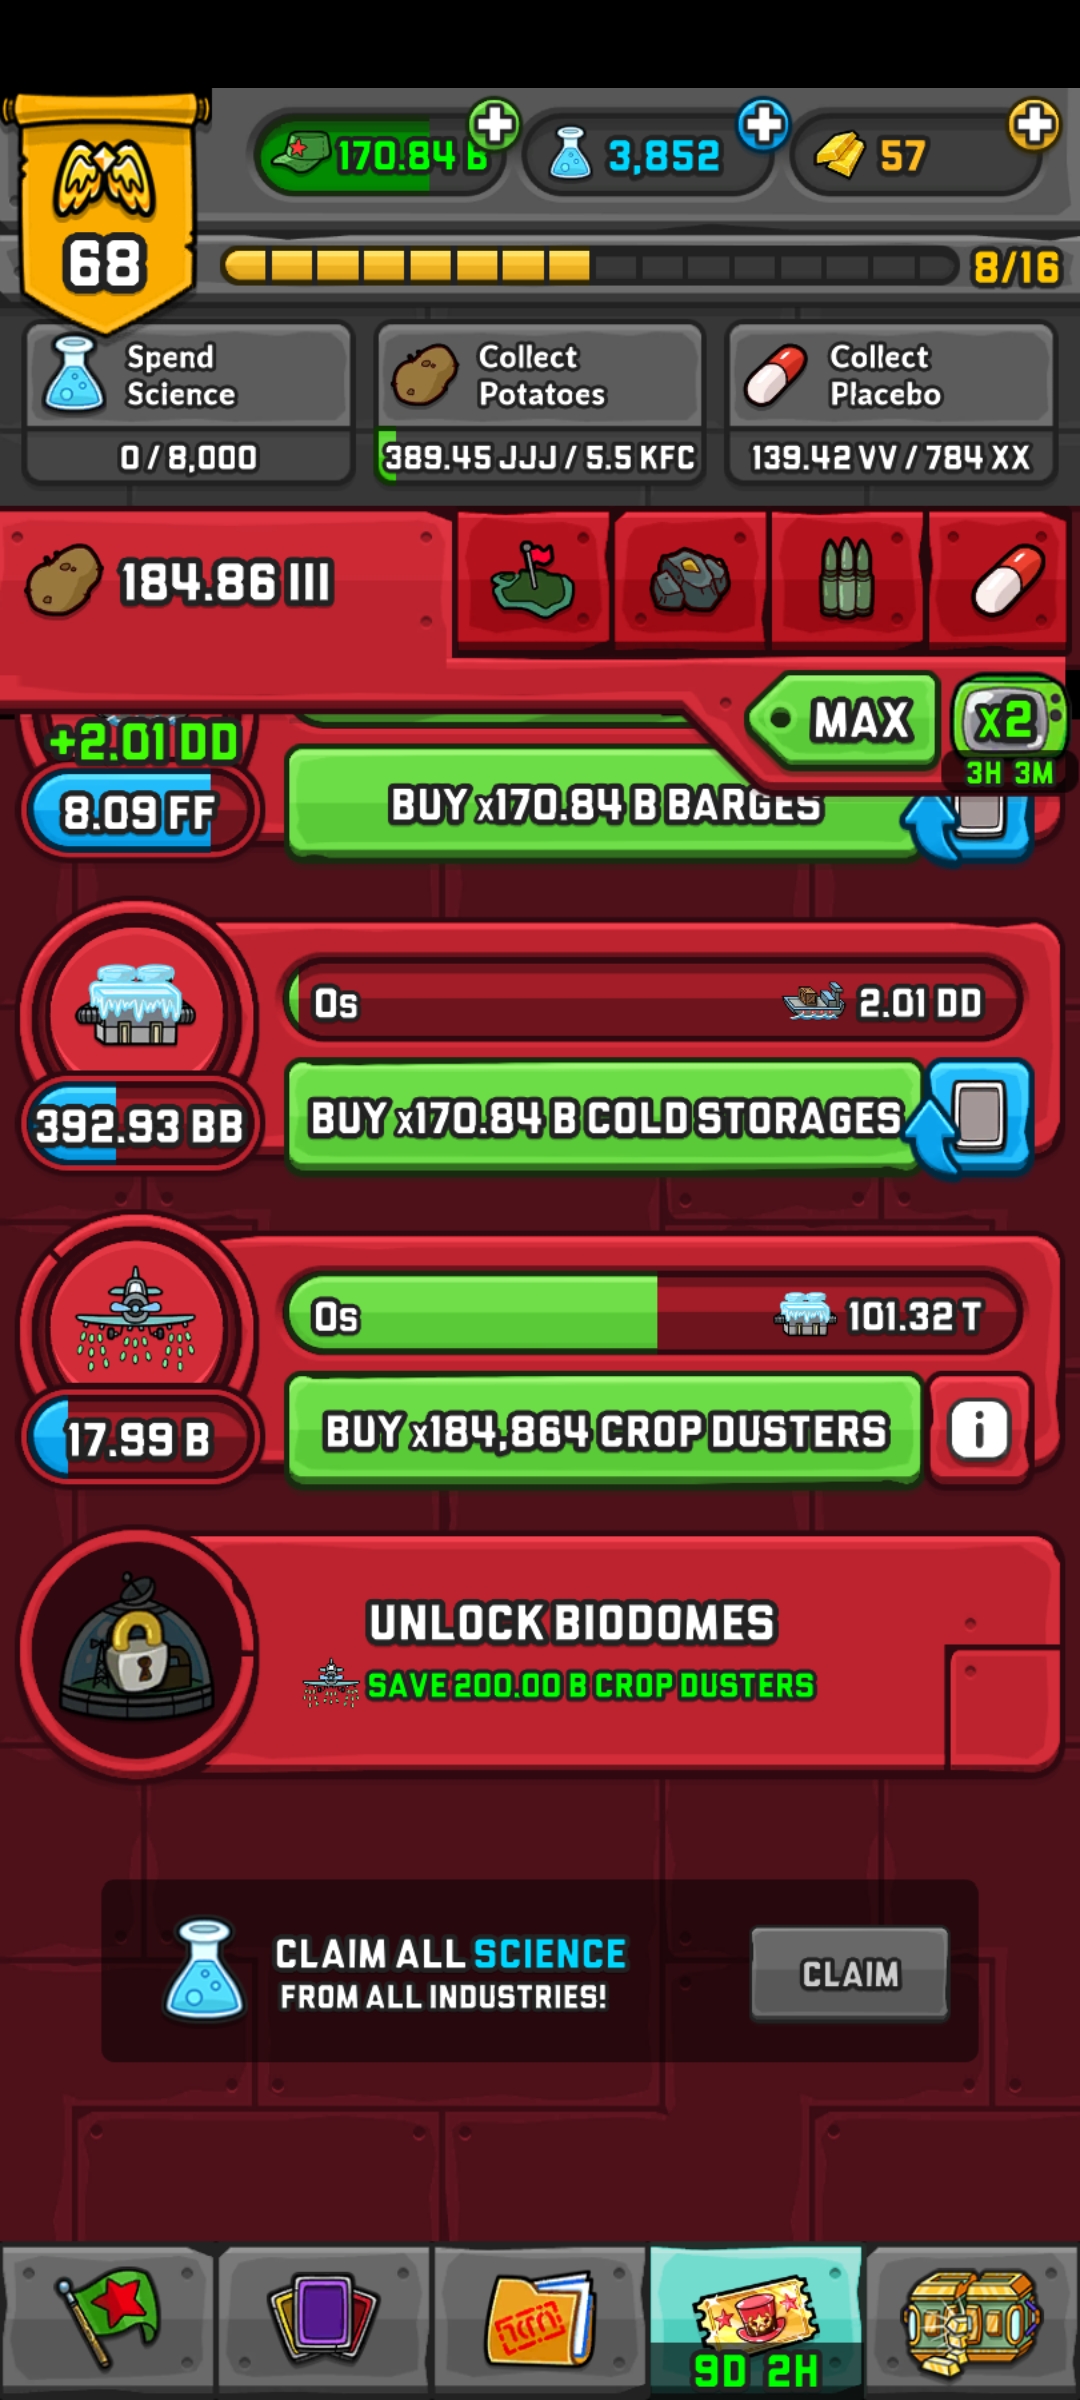 170.84 B
3,852
57
68
8/16
Spend
Science
0 / 8,000
Collect
Potatoes
389.45 JJJ / 5.5 KFC
Collect
Placebo
139.42 VV / 784 XX
184.86 III
MAX
x2
3H 3M
+2.01 DD
8.09 FF
BUY x170.84 B BARGES
0s
2.01 DD
392.93 BB
BUY x170.84 B COLD STORAGES
0s
101.32 T
17.99 B
BUY x184,864 CROP DUSTERS
i
UNLOCK BIODOMES
SAVE 200.00 B CROP DUSTERS
CLAIM ALL SCIENCE
FROM ALL INDUSTRIES!
CLAIM
9D 2H